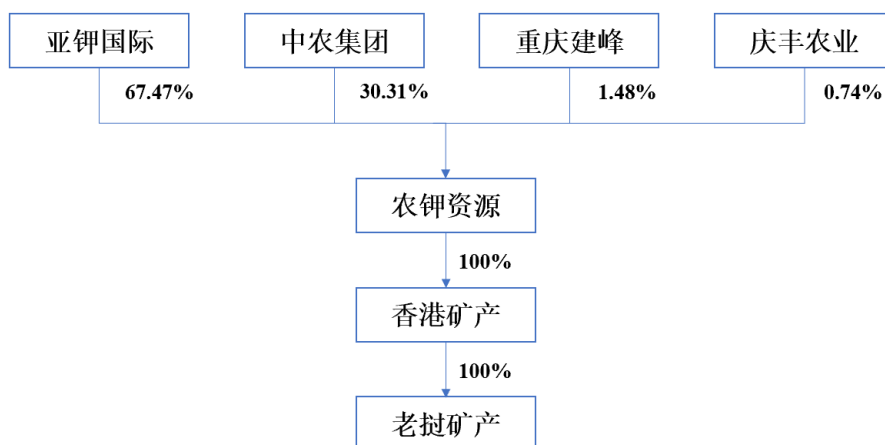 亚钾国际 中农集团 重庆建峰 庆丰农业
67.47% 30.31% 1.48% 0.74%
农钾资源
100%
香港矿产
100%
老挝矿产